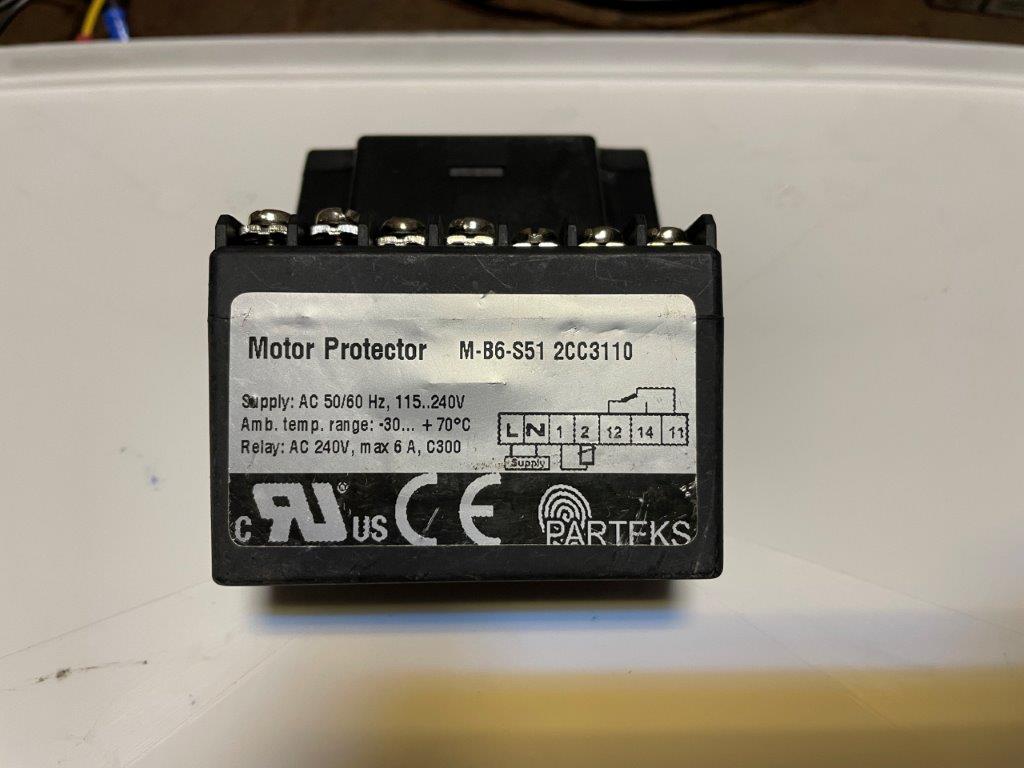 Motor Protector M-B6-S51 2CC3110
Supply: AC 50/60 Hz, 115..240V
Amb. temp. range: -30... + 70°C
Relay: AC 240V, max 6 A, C300
L N 1 2 12 14 11
Supply
C RU ® US CE PARTEKS